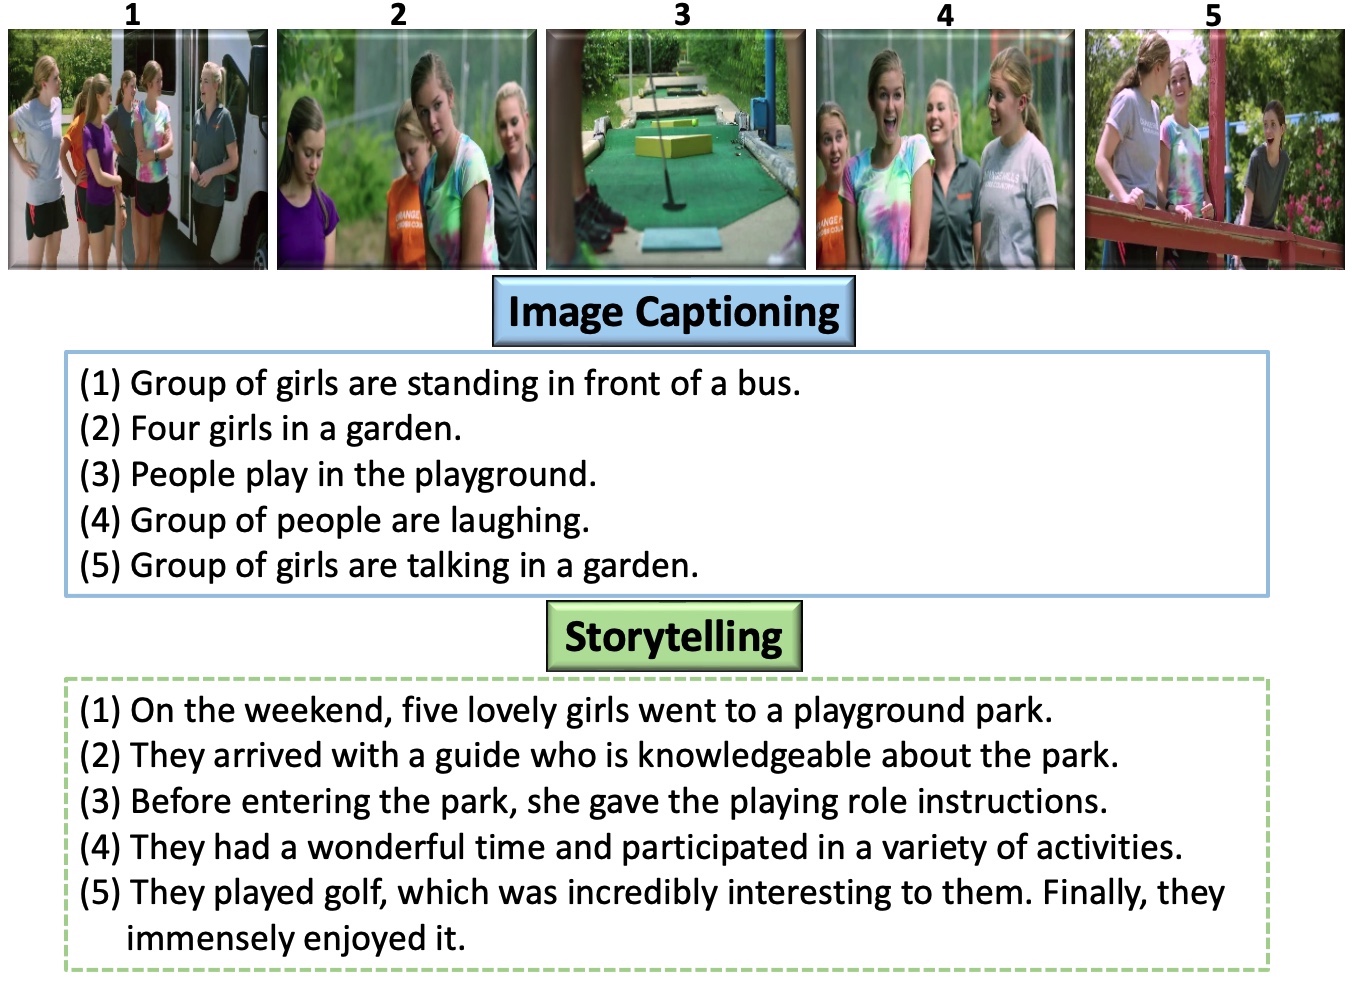 1 2 3 4 5
Image Captioning
(1) Group of girls are standing in front of a bus.
(2) Four girls in a garden.
(3) People play in the playground.
(4) Group of people are laughing.
(5) Group of girls are talking in a garden.
Storytelling
(1) On the weekend, five lovely girls went to a playground park.
(2) They arrived with a guide who is knowledgeable about the park.
(3) Before entering the park, she gave the playing role instructions.
(4) They had a wonderful time and participated in a variety of activities.
(5) They played golf, which was incredibly interesting to them. Finally, they
immensely enjoyed it.